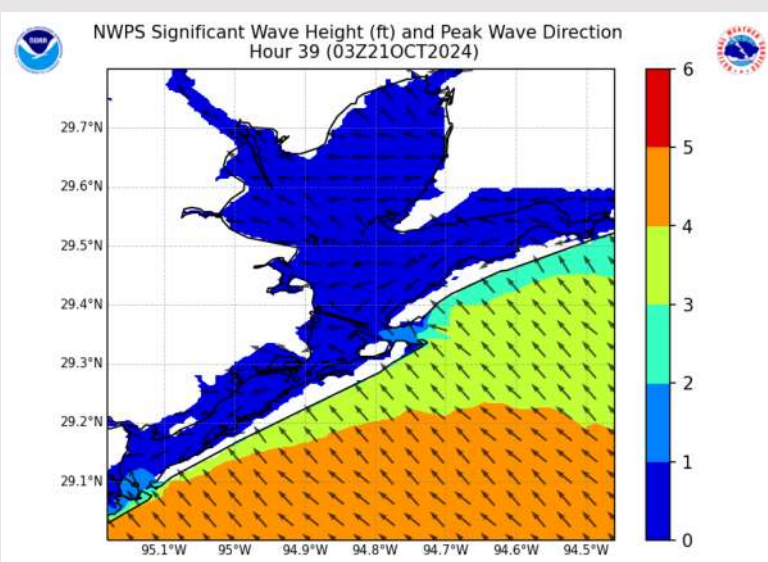 NWPS Significant Wave Height (ft) and Peak Wave Direction
Hour 39 (03Z21OCT2024)
NOAA
29.7°N
29.6°N
29.5°N
29.4°N
29.3°N
29.2°N
29.1°N
95.1°W 95°W 94.9°W 94.8°W 94.7°W 94.6°W 94.5°W
6
5
4
3
2
1
0